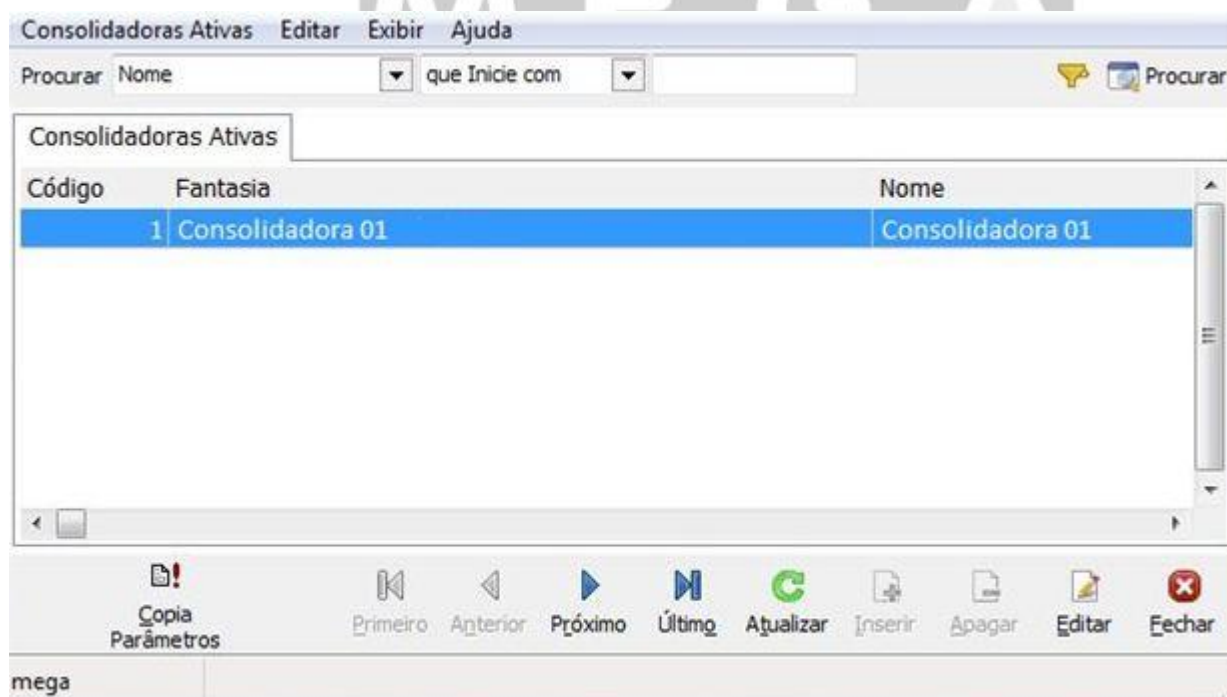 Consolidadoras Ativas Editar Exibir Ajuda
Procurar Nome que Inicie com Procurar
Consolidadoras Ativas
Código Fantasia Nome
1 Consolidadora 01 Consolidadora 01
Copia Parâmetros Primeiro Anterior Próximo Último Atualizar Inserir Apagar Editar Fechar
mega